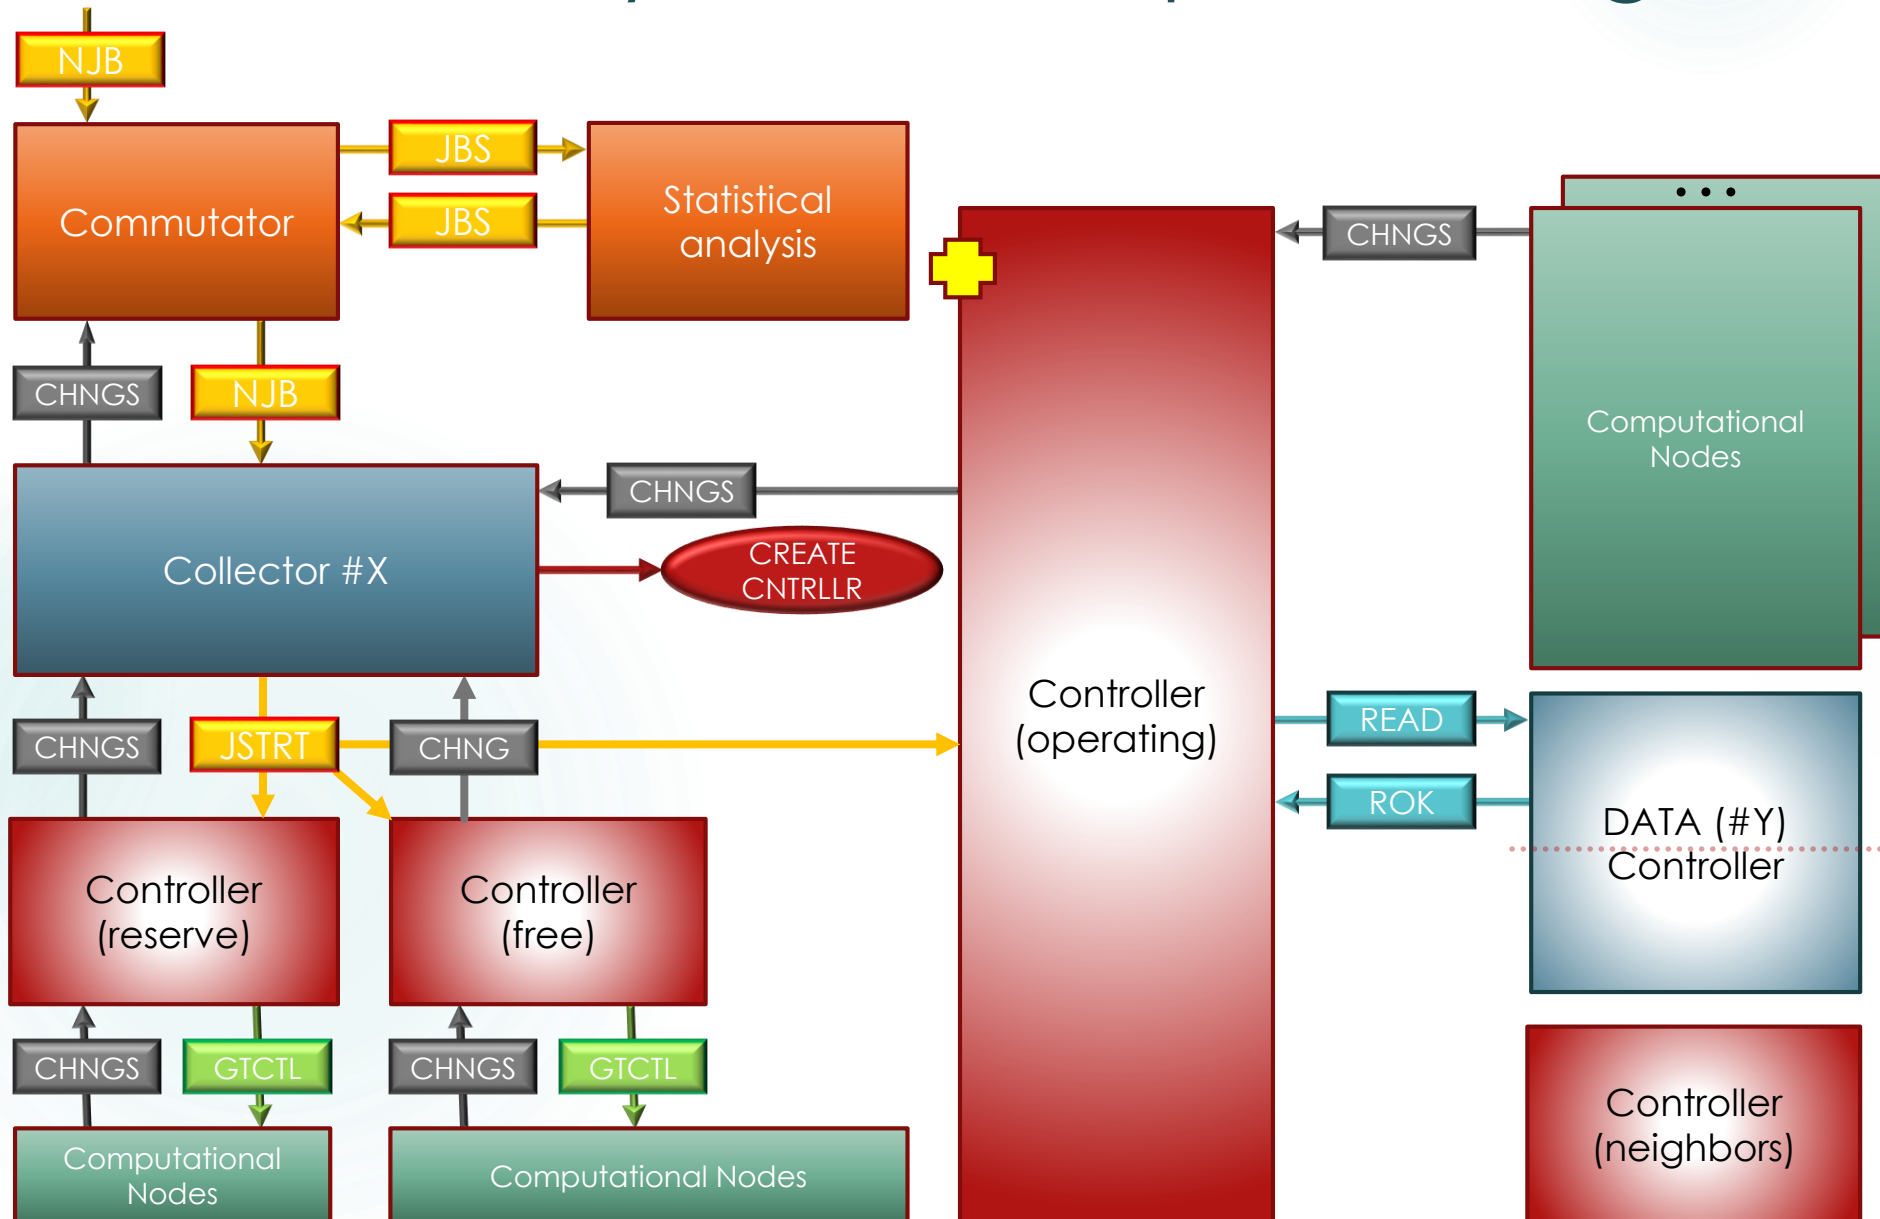 NJB
JBS
Commutator
JBS
Statistical
analysis
CHNGS
• • •
CHNGS
NJB
Computational
Nodes
CHNGS
Collector #X
CREATE
CNTRLLR
Controller
(operating)
READ
CHNGS
JSTRT
CHNG
ROK
DATA (#Y)
Controller
Controller
(reserve)
Controller
(free)
CHNGS
GTCTL
CHNGS
GTCTL
Controller
(neighbors)
Computational
Nodes
Computational Nodes